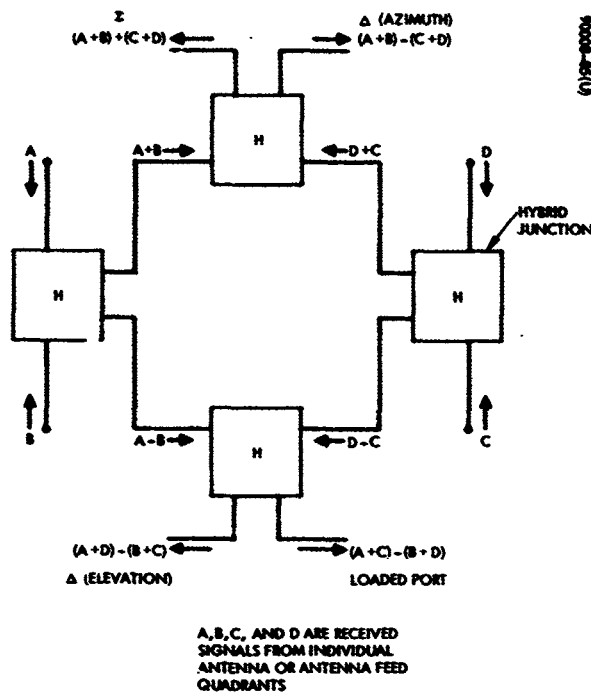 Σ
(A+B)+(C+D)
Δ (AZIMUTH)
(A+B)-(C+D)
H
A+B
D+C
A
D
HYBRID
JUNCTION
H
H
B
C
A-B
D-C
H
(A+D)-(B+C)
Δ (ELEVATION)
(A+C)-(B+D)
LOADED PORT
A,B,C, AND D ARE RECEIVED
SIGNALS FROM INDIVIDUAL
ANTENNA OR ANTENNA FEED
QUADRANTS